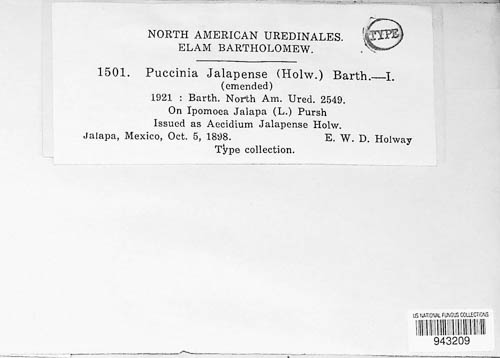 NORTH AMERICAN UREDINALES.
ELAM BARTHOLOMEW.
TYPE
1501. Puccinia Jalapense (Holw.) Barth.—I.
(emended)
1921 : Barth. North Am. Ured. 2549.
On Ipomoea Jalapa (L.) Pursh
Issued as Aecidium Jalapense Holw.
Jalapa, Mexico, Oct. 5, 1898. E. W. D. Holway
Type collection.
US NATIONAL FUNGUS COLLECTIONS
943209